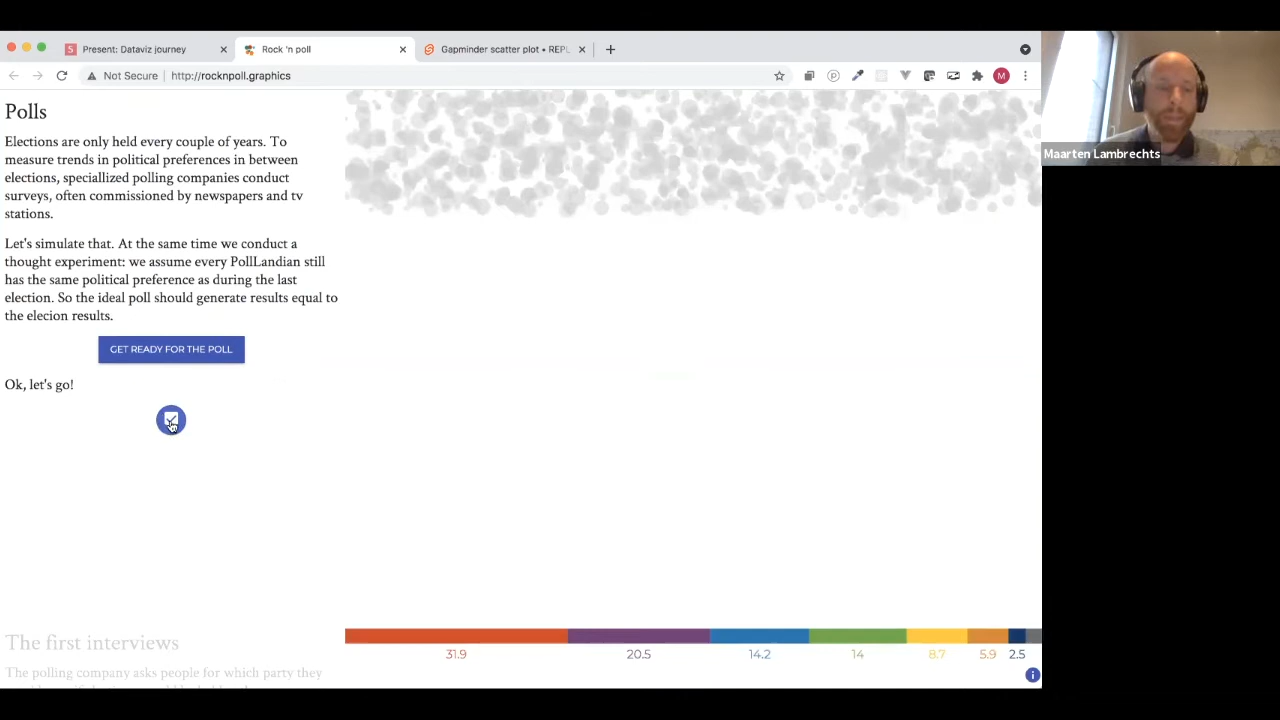 Present: Dataviz journey
Rock 'n poll
Gapminder scatter plot • REPL
Not Secure
http://rocknpoll.graphics
M
Maarten Lambrechts
Polls
Elections are only held every couple of years. To
measure trends in political preferences in between
elections, speciallized polling companies conduct
surveys, often commissioned by newspapers and tv
stations.
Let's simulate that. At the same time we conduct a
thought experiment: we assume every PollLandian still
has the same political preference as during the last
election. So the ideal poll should generate results equal to
the elecion results.
GET READY FOR THE POLL
Ok, let's go!
The first interviews
The polling company asks people for which party they
31.9 20.5 14.2 14 8.7 5.9 2.5